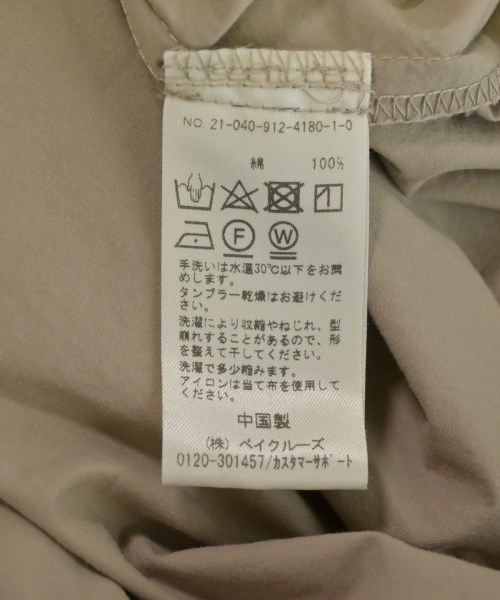 NO. 21-040-912-4180-1-0
綿 100%
F W
手洗いは水温30℃以下をお薦
めします。
タンブラー乾燥はお避けくだ
さい。
洗濯により収縮やねじれ、型
崩れすることがあるので、形
を整えて干してください。
洗濯で多少縮みます。
アイロンは当て布を使用して
ください。
中国製
(株) ベイクルーズ
0120-301457/カスタマーサポート